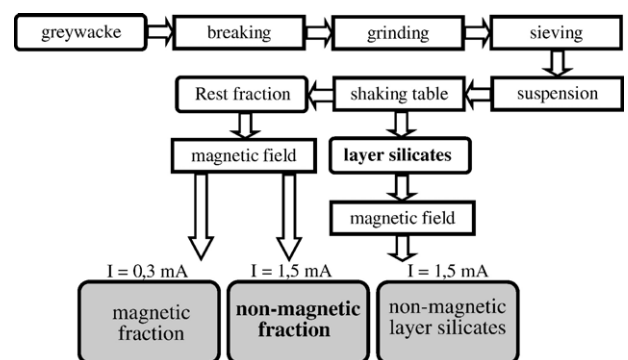 greywacke
breaking
grinding
sieving
Rest fraction
shaking table
suspension
magnetic field
layer silicates
magnetic field
I = 0,3 mA
I = 1,5 mA
I = 1,5 mA
magnetic
fraction
non-magnetic
fraction
non-magnetic
layer silicates